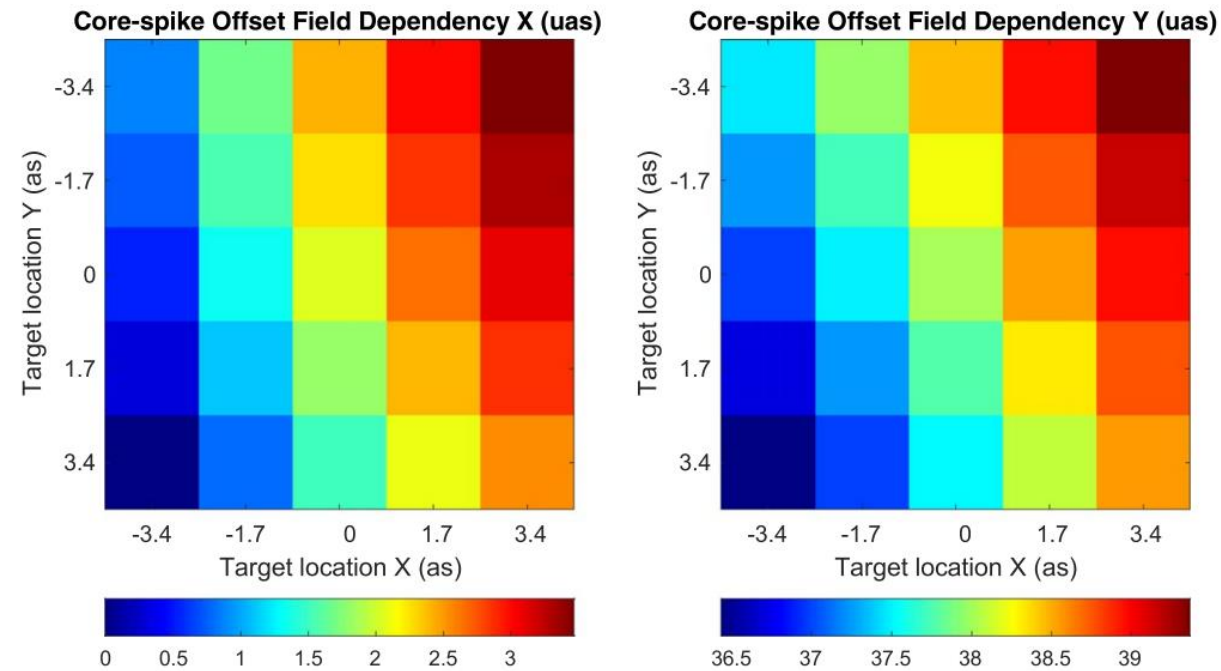 Core-spike Offset Field Dependency X (uas)
Target location Y (as)
-3.4
-1.7
0
1.7
3.4
-3.4 -1.7 0 1.7 3.4
Target location X (as)
0 0.5 1 1.5 2 2.5 3
Core-spike Offset Field Dependency Y (uas)
Target location Y (as)
-3.4
-1.7
0
1.7
3.4
-3.4 -1.7 0 1.7 3.4
Target location X (as)
36.5 37 37.5 38 38.5 39